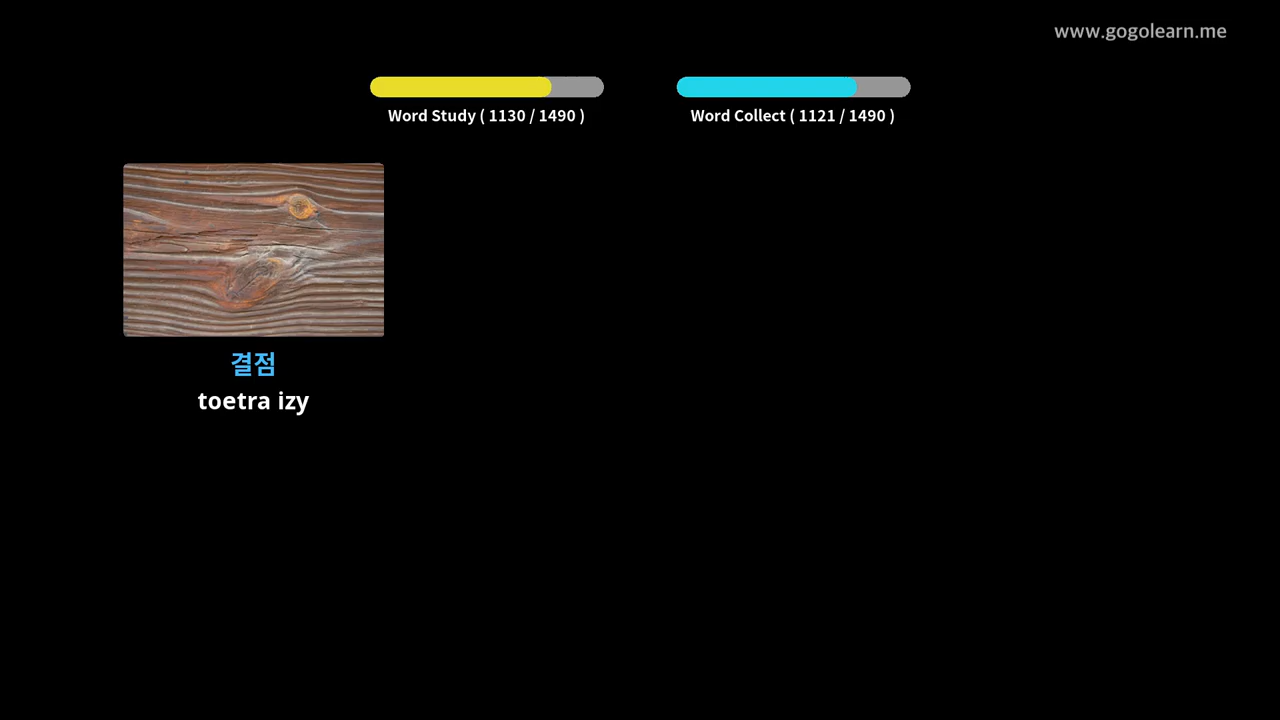 www.gogolearn.me
Word Study ( 1130 / 1490 )
Word Collect ( 1121 / 1490 )
결점
toetra izy